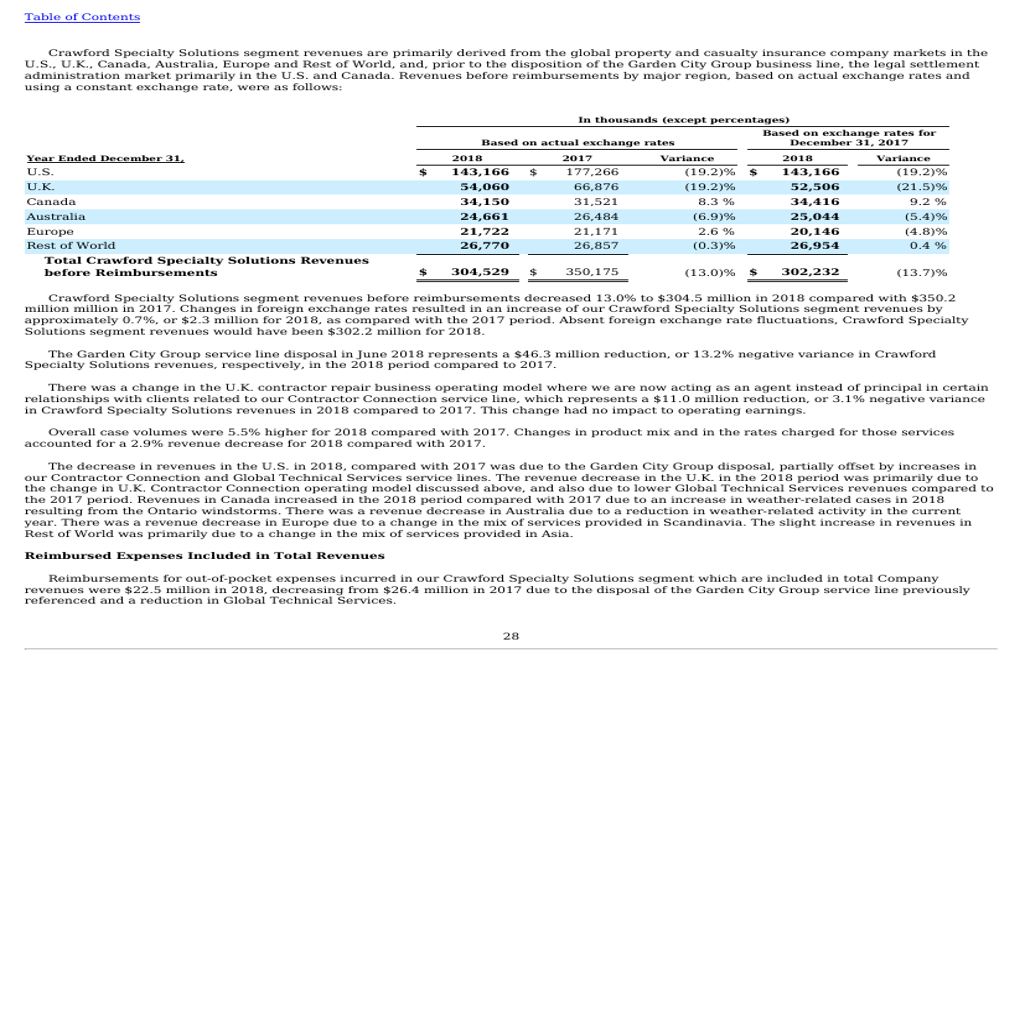 Table of Contents
Crawford Specialty Solutions segment revenues are primarily derived from the global property and casualty insurance company markets in the
U.S., U.K., Canada, Australia, Europe and Rest of World, and, prior to the disposition of the Garden City Group business line, the legal settlement
administration market primarily in the U.S. and Canada. Revenues before reimbursements by major region, based on actual exchange rates and
using a constant exchange rate, were as follows:
In thousands (except percentages)
Based on actual exchange rates Based on exchange rates for December 31, 2017
Year Ended December 31, 2018 2017 Variance 2018 Variance
U.S. $ 143,166 $ 177,266 (19.2)% $ 143,166 (19.2)%
U.K. 54,060 66,876 (19.2)% 52,506 (21.5)%
Canada 34,150 31,521 8.3 % 34,416 9.2 %
Australia 24,661 26,484 (6.9)% 25,044 (5.4)%
Europe 21,722 21,171 2.6 % 20,146 (4.8)%
Rest of World 26,770 26,857 (0.3)% 26,954 0.4 %
Total Crawford Specialty Solutions Revenues
before Reimbursements $ 304,529 $ 350,175 (13.0)% $ 302,232 (13.7)%
Crawford Specialty Solutions segment revenues before reimbursements decreased 13.0% to $304.5 million in 2018 compared with $350.2
million million in 2017. Changes in foreign exchange rates resulted in an increase of our Crawford Specialty Solutions segment revenues by
approximately 0.7%, or $2.3 million for 2018, as compared with the 2017 period. Absent foreign exchange rate fluctuations, Crawford Specialty
Solutions segment revenues would have been $302.2 million for 2018.
The Garden City Group service line disposal in June 2018 represents a $46.3 million reduction, or 13.2% negative variance in Crawford
Specialty Solutions revenues, respectively, in the 2018 period compared to 2017.
There was a change in the U.K. contractor repair business operating model where we are now acting as an agent instead of principal in certain
relationships with clients related to our Contractor Connection service line, which represents a $11.0 million reduction, or 3.1% negative variance
in Crawford Specialty Solutions revenues in 2018 compared to 2017. This change had no impact to operating earnings.
Overall case volumes were 5.5% higher for 2018 compared with 2017. Changes in product mix and in the rates charged for those services
accounted for a 2.9% revenue decrease for 2018 compared with 2017.
The decrease in revenues in the U.S. in 2018, compared with 2017 was due to the Garden City Group disposal, partially offset by increases in
our Contractor Connection and Global Technical Services service lines. The revenue decrease in the U.K. in the 2018 period was primarily due to
the change in U.K. Contractor Connection operating model discussed above, and also due to lower Global Technical Services revenues compared to
the 2017 period. Revenues in Canada increased in the 2018 period compared with 2017 due to an increase in weather-related cases in 2018
resulting from the Ontario windstorms. There was a revenue decrease in Australia due to a reduction in weather-related activity in the current
year. There was a revenue decrease in Europe due to a change in the mix of services provided in Scandinavia. The slight increase in revenues in
Rest of World was primarily due to a change in the mix of services provided in Asia.
Reimbursed Expenses Included in Total Revenues
Reimbursements for out-of-pocket expenses incurred in our Crawford Specialty Solutions segment which are included in total Company
revenues were $22.5 million in 2018, decreasing from $26.4 million in 2017 due to the disposal of the Garden City Group service line previously
referenced and a reduction in Global Technical Services.
28